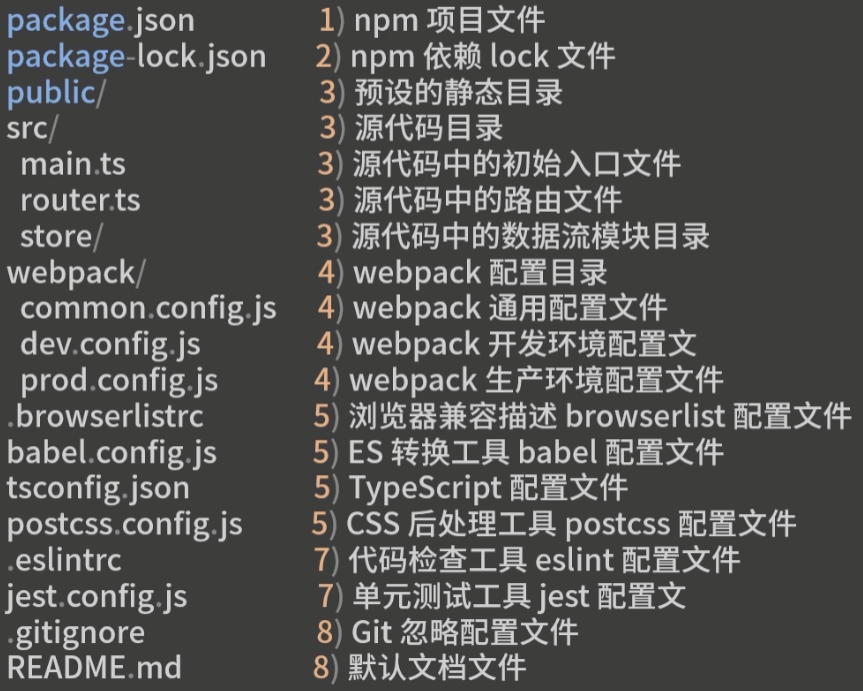 package.json 1) npm 项目文件
package-lock.json 2) npm 依赖 lock 文件
public/ 3) 预设的静态目录
src/ 3) 源代码目录
main.ts 3) 源代码中的初始入口文件
router.ts 3) 源代码中的路由文件
store/ 3) 源代码中的数据流模块目录
webpack/ 4) webpack 配置目录
common.config.js 4) webpack 通用配置文件
dev.config.js 4) webpack 开发环境配置文
prod.config.js 4) webpack 生产环境配置文件
.browserlistrc 5) 浏览器兼容描述 browserlist 配置文件
babel.config.js 5) ES 转换工具 babel 配置文件
tsconfig.json 5) TypeScript 配置文件
postcss.config.js 5) CSS 后处理工具 postcss 配置文件
.eslintrc 7) 代码检查工具 eslint 配置文件
jest.config.js 7) 单元测试工具 jest 配置文
.gitignore 8) Git 忽略配置文件
README.md 8) 默认文档文件